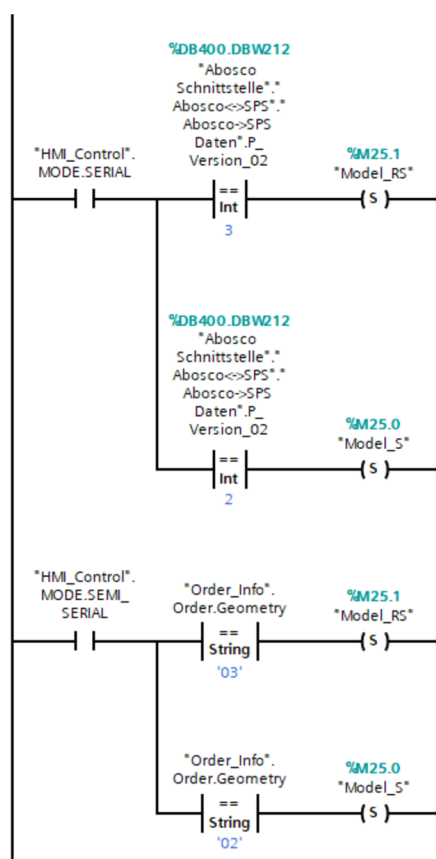 %DB400.DBW212
"Abosco
Schnittstelle"."
Abosco<->SPS"."
Abosco->SPS
Daten".P_
Version_02
"HMI_Control".
MODE.SERIAL
==
Int
3
%M25.1
"Model_RS"
S
%DB400.DBW212
"Abosco
Schnittstelle"."
Abosco<->SPS"."
Abosco->SPS
Daten".P_
Version_02
==
Int
2
%M25.0
"Model_S"
S
"HMI_Control".
MODE.SEMI_
SERIAL
"Order_Info".
Order.Geometry
==
String
'03'
%M25.1
"Model_RS"
S
"Order_Info".
Order.Geometry
==
String
'02'
%M25.0
"Model_S"
S